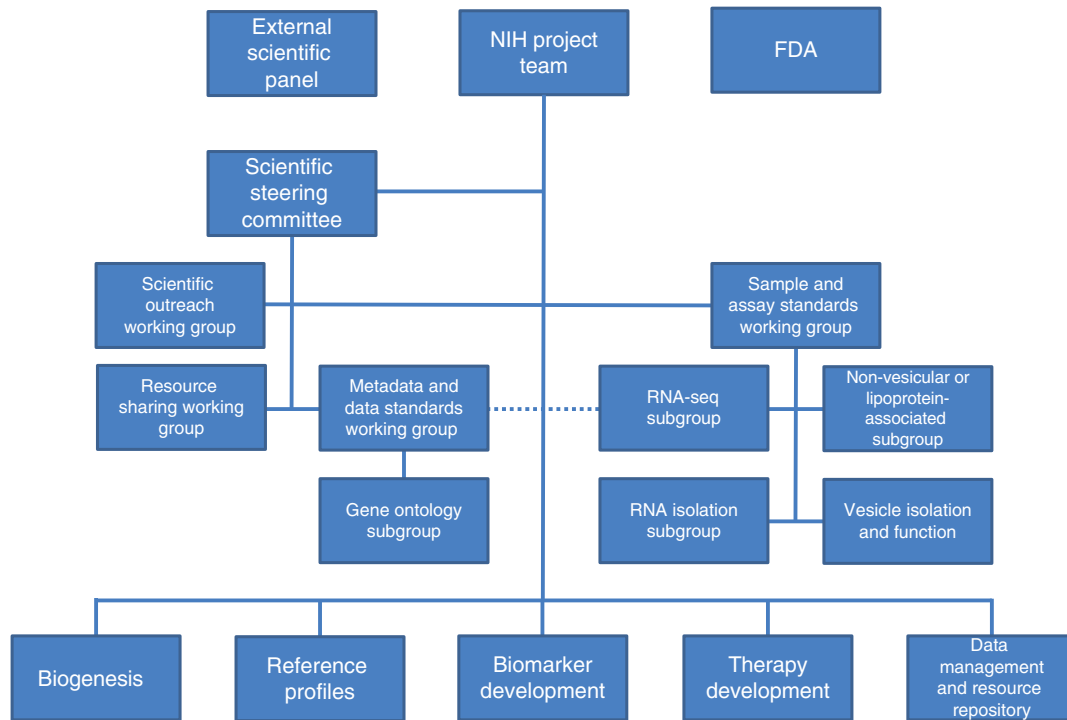 External
scientific
panel
NIH project
team
FDA
Scientific
steering
committee
Scientific
outreach
working group
Sample and
assay standards
working group
Resource
sharing working
group
Metadata and
data standards
working group
RNA-seq
subgroup
Non-vesicular or
lipoprotein-
associated
subgroup
Gene ontology
subgroup
RNA isolation
subgroup
Vesicle isolation
and function
Biogenesis
Reference
profiles
Biomarker
development
Therapy
development
Data
management
and resource
repository